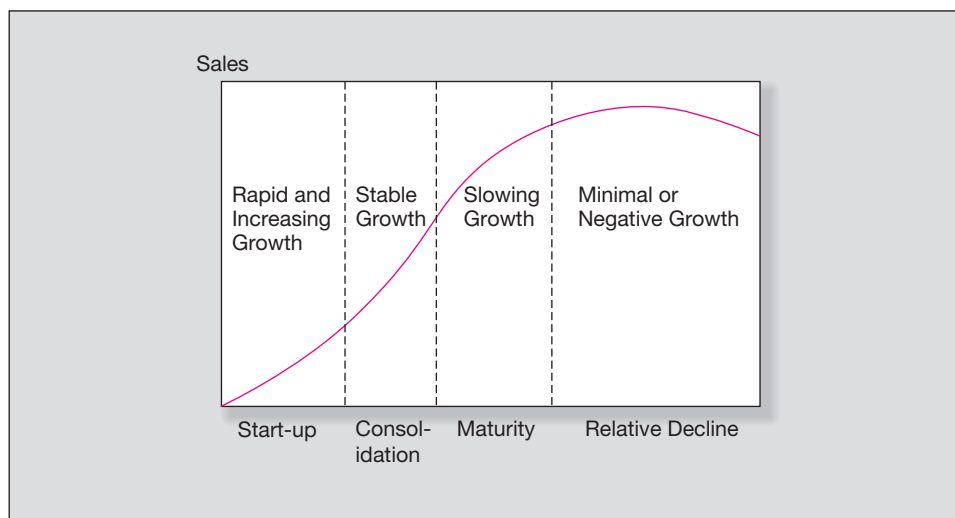 Sales
Rapid and
Increasing
Growth
Stable
Growth
Slowing
Growth
Minimal or
Negative Growth
Start-up
Consol-
idation
Maturity
Relative Decline